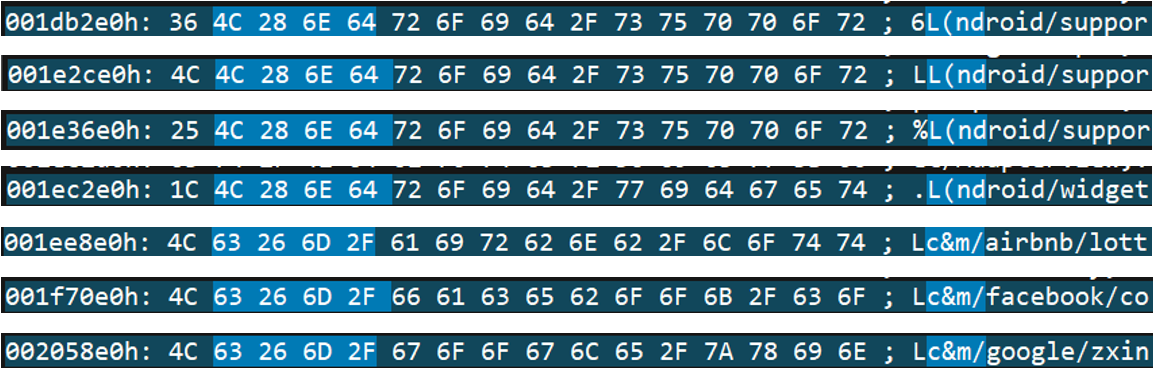 001db2e0h: 36 4C 28 6E 64 72 6F 69 64 2F 73 75 70 70 6F 72 ; 6L(ndroid/suppor
001e2ce0h: 4C 4C 28 6E 64 72 6F 69 64 2F 73 75 70 70 6F 72 ; LL(ndroid/suppor
001e36e0h: 25 4C 28 6E 64 72 6F 69 64 2F 73 75 70 70 6F 72 ; %L(ndroid/suppor
001ec2e0h: 1C 4C 28 6E 64 72 6F 69 64 2F 77 69 64 67 65 74 ; .L(ndroid/widget
001ee8e0h: 4C 63 26 6D 2F 61 69 72 62 6E 62 2F 6C 6F 74 74 ; Lc&m/airbnb/lott
001f70e0h: 4C 63 26 6D 2F 66 61 63 65 62 6F 6F 6B 2F 63 6F ; Lc&m/facebook/co
002058e0h: 4C 63 26 6D 2F 67 6F 6F 67 6C 65 2F 7A 78 69 6E ; Lc&m/google/zxin